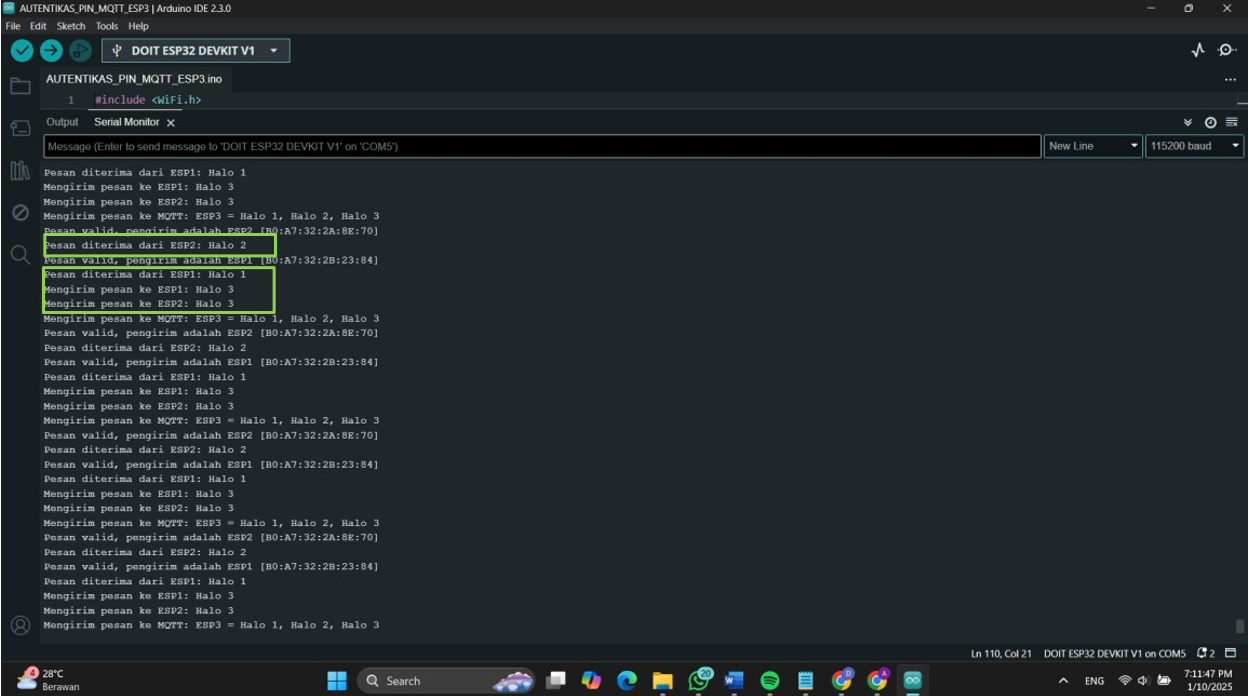 AUTENTIKAS_PIN_MQTT_ESP3 | Arduino IDE 2.3.0
File Edit Sketch Tools Help
DOIT ESP32 DEVKIT V1
AUTENTIKAS_PIN_MQTT_ESP3.ino
1 #include <WiFi.h>
Output Serial Monitor
Message (Enter to send message to 'DOIT ESP32 DEVKIT V1' on 'COM5') New Line 115200 baud
Pesan diterima dari ESP1: Halo 1
Mengirim pesan ke ESP1: Halo 3
Mengirim pesan ke ESP2: Halo 3
Mengirim pesan ke MQTT: ESP3 = Halo 1, Halo 2, Halo 3
Pesan valid, pengirim adalah ESP2 [B0:A7:32:2A:8E:70]
Pesan diterima dari ESP2: Halo 2
Pesan valid, pengirim adalah ESP1 [B0:A7:32:2B:23:84]
Pesan diterima dari ESP1: Halo 1
Mengirim pesan ke ESP1: Halo 3
Mengirim pesan ke ESP2: Halo 3
Mengirim pesan ke MQTT: ESP3 = Halo 1, Halo 2, Halo 3
Pesan valid, pengirim adalah ESP2 [B0:A7:32:2A:8E:70]
Pesan diterima dari ESP2: Halo 2
Pesan valid, pengirim adalah ESP1 [B0:A7:32:2B:23:84]
Pesan diterima dari ESP1: Halo 1
Mengirim pesan ke ESP1: Halo 3
Mengirim pesan ke ESP2: Halo 3
Mengirim pesan ke MQTT: ESP3 = Halo 1, Halo 2, Halo 3
Pesan valid, pengirim adalah ESP2 [B0:A7:32:2A:8E:70]
Pesan diterima dari ESP2: Halo 2
Pesan valid, pengirim adalah ESP1 [B0:A7:32:2B:23:84]
Pesan diterima dari ESP1: Halo 1
Mengirim pesan ke ESP1: Halo 3
Mengirim pesan ke ESP2: Halo 3
Mengirim pesan ke MQTT: ESP3 = Halo 1, Halo 2, Halo 3
Pesan valid, pengirim adalah ESP2 [B0:A7:32:2A:8E:70]
Pesan diterima dari ESP2: Halo 2
Pesan valid, pengirim adalah ESP1 [B0:A7:32:2B:23:84]
Pesan diterima dari ESP1: Halo 1
Mengirim pesan ke ESP1: Halo 3
Mengirim pesan ke ESP2: Halo 3
Mengirim pesan ke MQTT: ESP3 = Halo 1, Halo 2, Halo 3
Ln 110, Col 21 DOIT ESP32 DEVKIT V1 on COM5 2
4 28°C
Berawan
Search
20
D
A
ENG
7:11:47 PM
1/10/2025